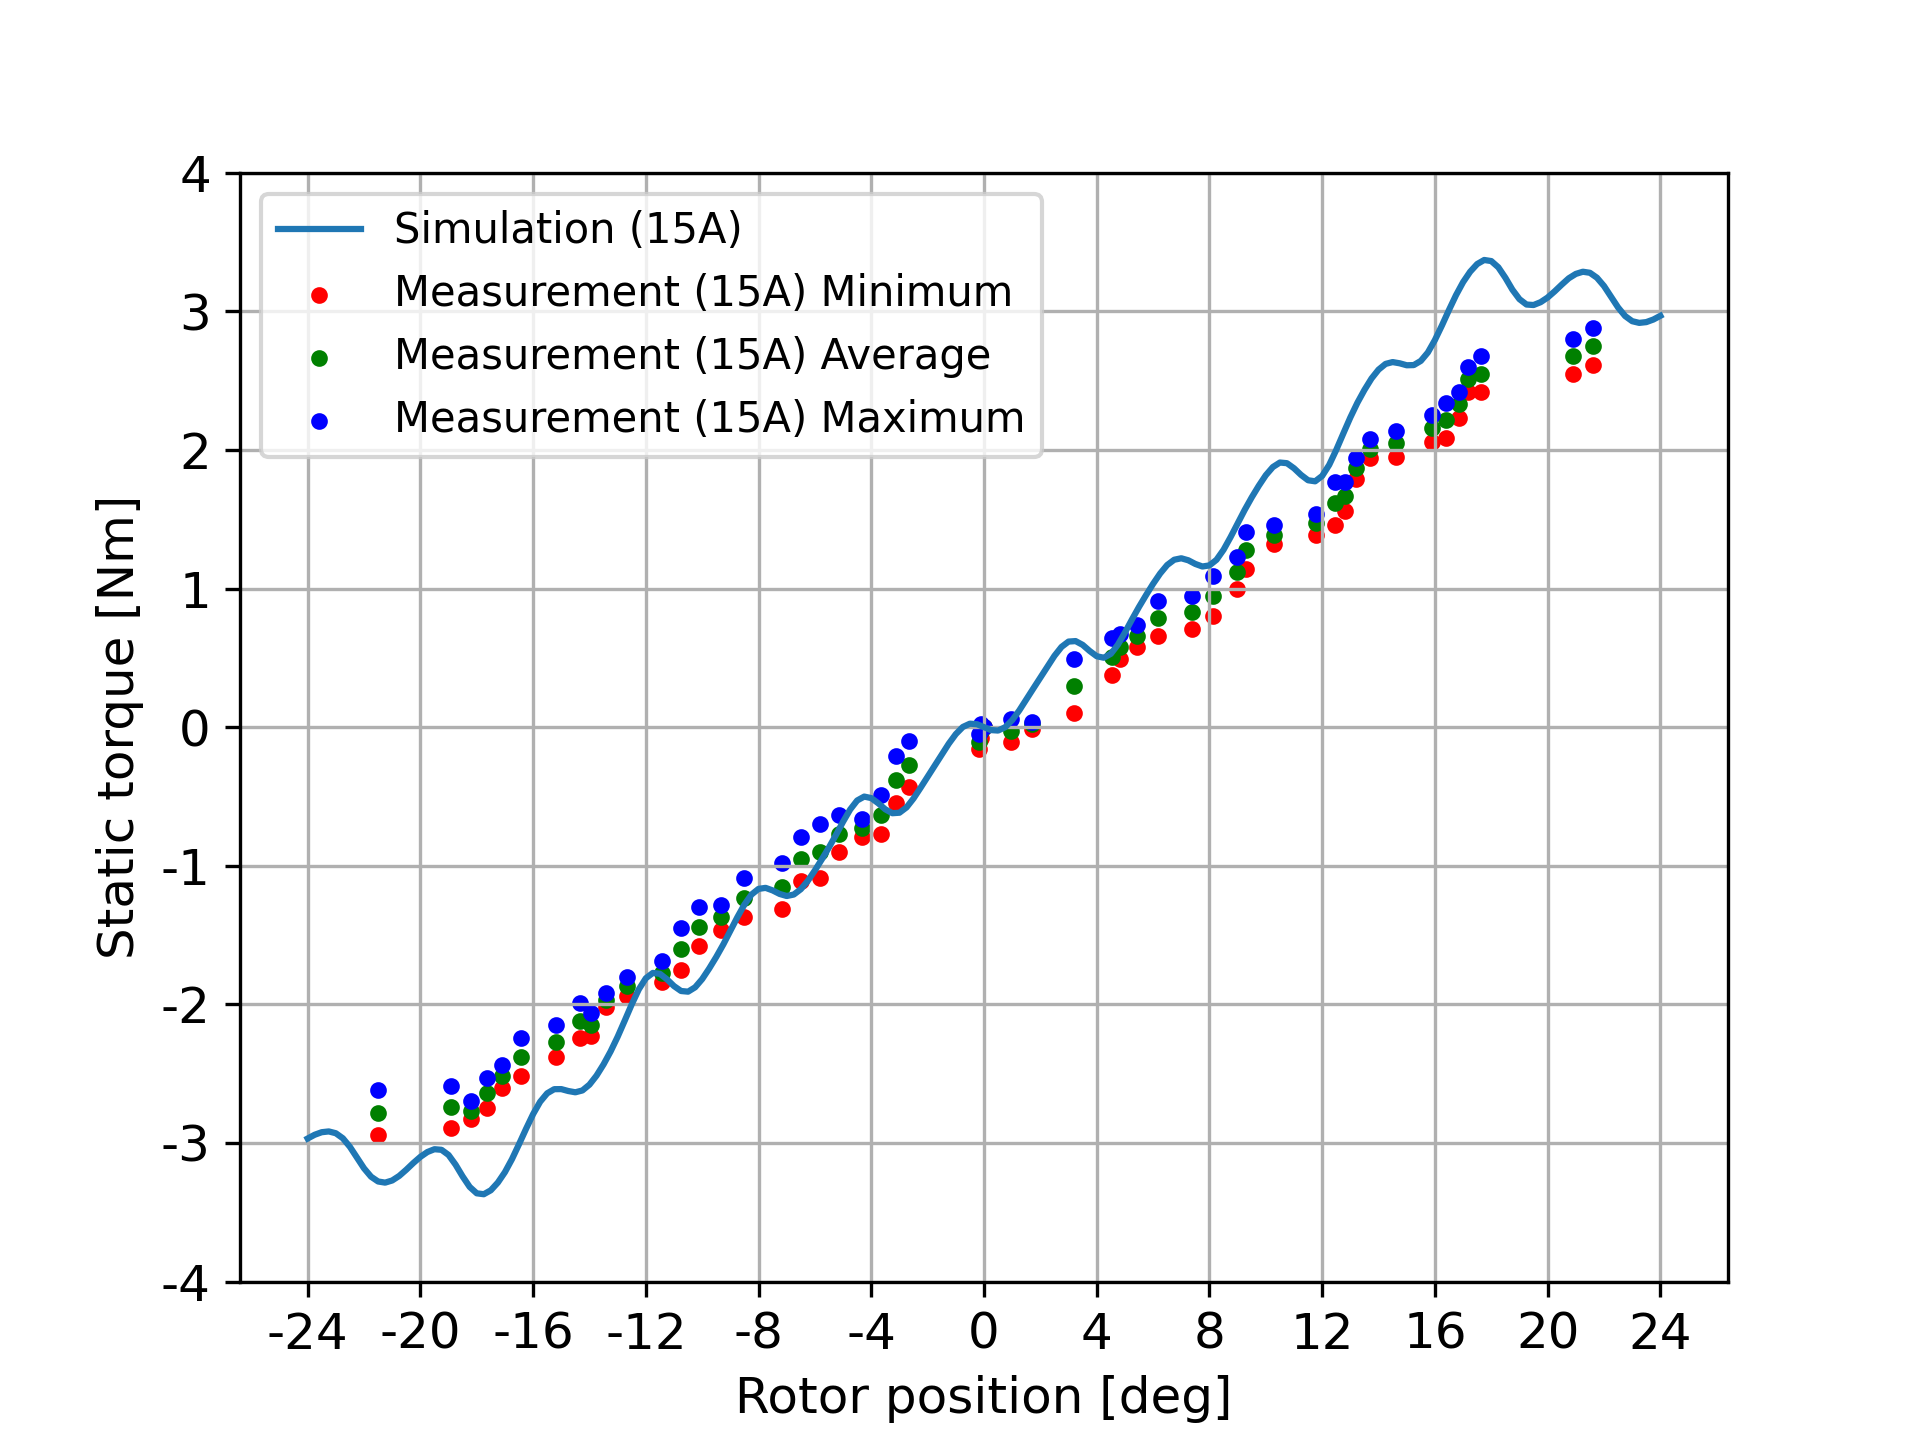 Simulation (15A)
Measurement (15A) Minimum
Measurement (15A) Average
Measurement (15A) Maximum
4
3
2
1
0
-1
-2
-3
-4
Static torque [Nm]
-24 -20 -16 -12 -8 -4 0 4 8 12 16 20 24
Rotor position [deg]